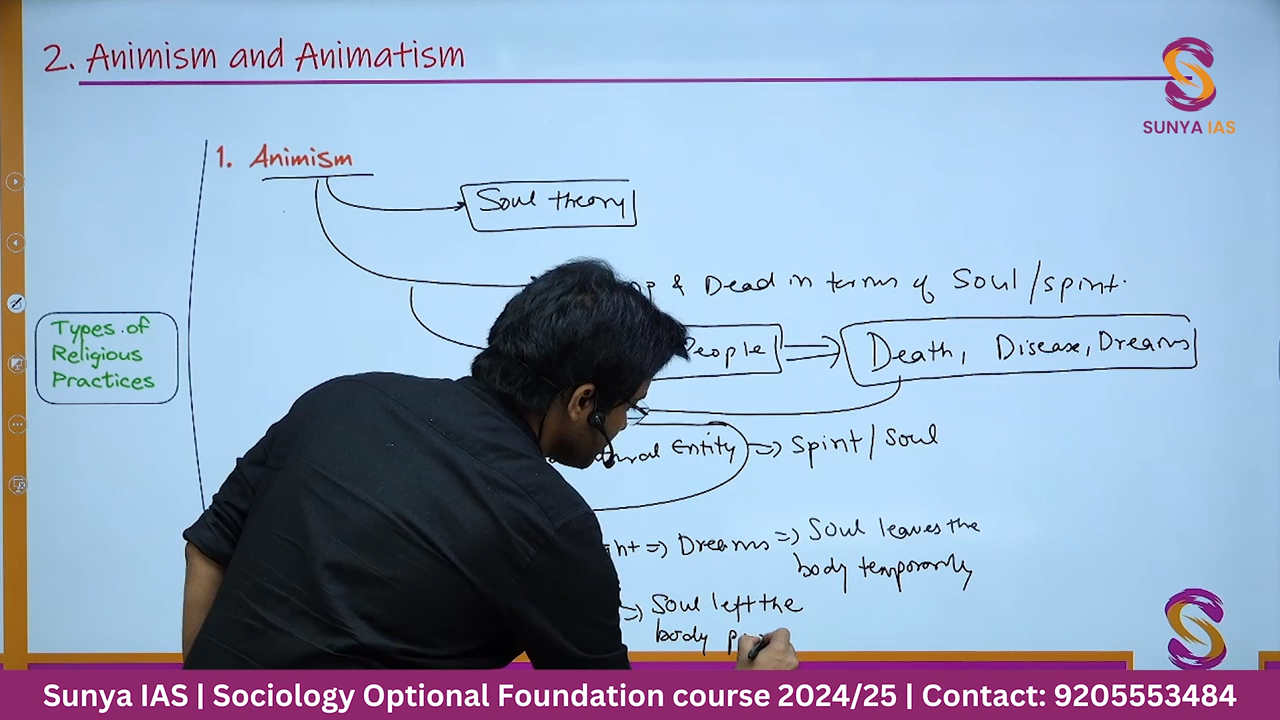 2. Animism and Animatism
SUNYA IAS
1. Animism
Soul theory
& Dead in terms of Soul/spirit.
Types of
Religious
Practices
People => Death, Disease, Dreams
Entity => Spirit/Soul
=> Dreams => Soul leaves the
body temporarily
=> Soul left the
body
Sunya IAS | Sociology Optional Foundation course 2024/25 | Contact: 9205553484